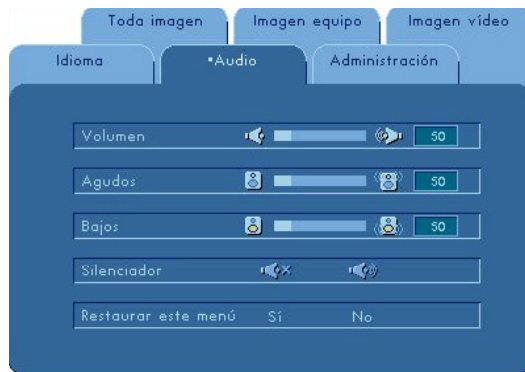 Toda imagen Imagen equipo Imagen vídeo
Idioma •Audio Administración
Volumen 50
Agudos 50
Bajos 50
Silenciador
Restaurar este menú Sí No